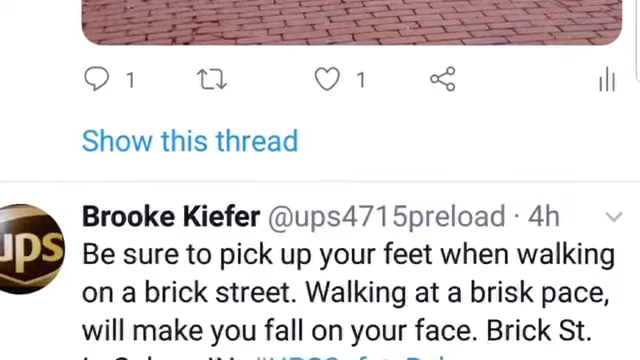 1 1
Show this thread
ups
Brooke Kiefer @ups4715preload · 4h
Be sure to pick up your feet when walking
on a brick street. Walking at a brisk pace,
will make you fall on your face. Brick St.